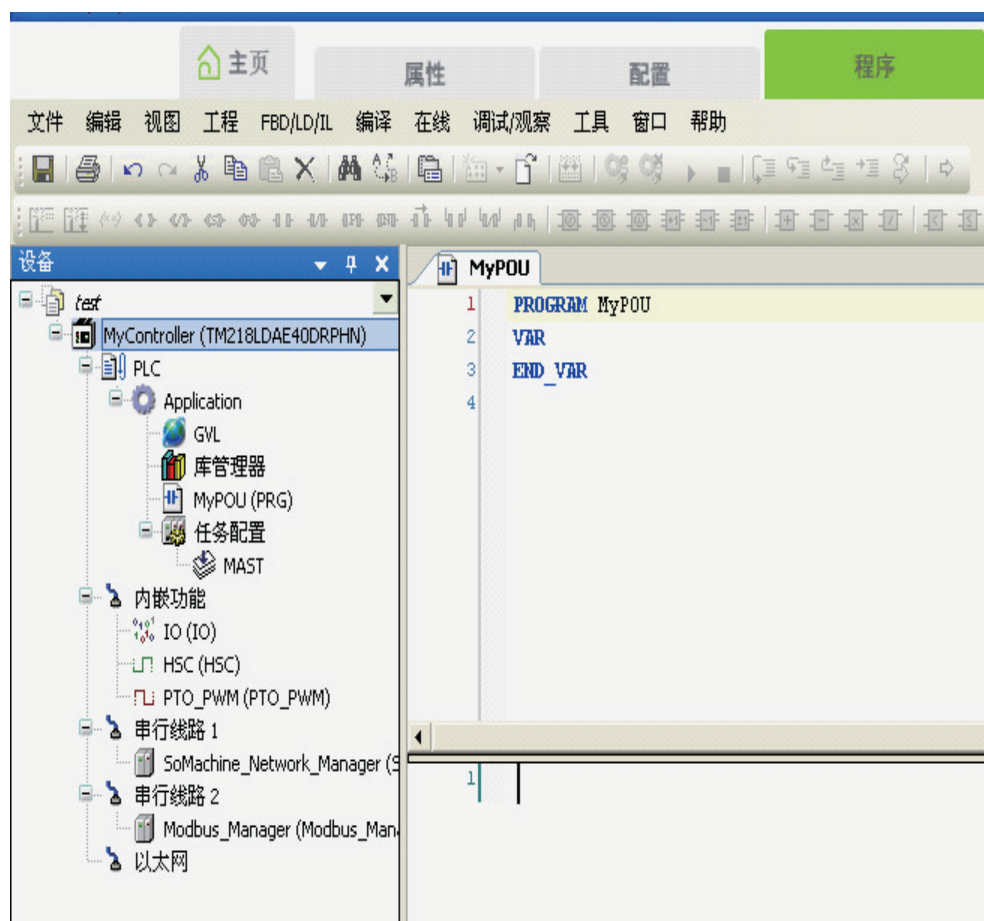 主页 属性 配置 程序
文件 编辑 视图 工程 FBD/LD/IL 编译 在线 调试/观察 工具 窗口 帮助
设备
test
MyController (TM218LDAE40DRPHN)
PLC
Application
GVL
库管理器
MyPOU (PRG)
任务配置
MAST
内嵌功能
IO (IO)
HSC (HSC)
PTO_PWM (PTO_PWM)
串行线路 1
SoMachine_Network_Manager (S
串行线路 2
Modbus_Manager (Modbus_Man
以太网
MyPOU
1 PROGRAM MyPOU
2 VAR
3 END_VAR
4
1